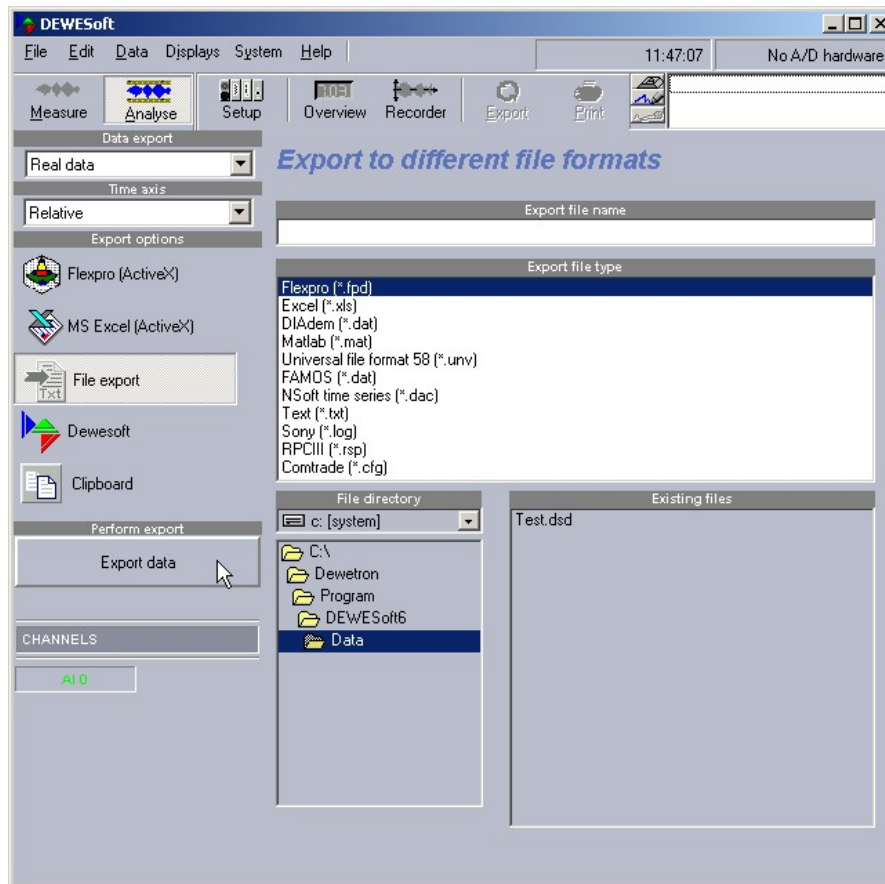 DEWESoft
File Edit Data Displays System Help
11:47:07
No A/D hardware
Measure
Analyse
Setup
Overview
Recorder
Export
Print
Data export
Real data
Time axis
Relative
Export options
Flexpro (ActiveX)
MS Excel (ActiveX)
Txt
File export
Dewesoft
Clipboard
Perform export
Export data
CHANNELS
AI 0
Export to different file formats
Export file name
Export file type
Flexpro (*.fpd)
Excel (*.xls)
DIAdem (*.dat)
Matlab (*.mat)
Universal file format 58 (*.unv)
FAMOS (*.dat)
NSoft time series (*.dac)
Text (*.txt)
Sony (*.log)
RPCIII (*.rsp)
Comtrade (*.cfg)
File directory
c: [system]
C:\
Dewetron
Program
DEWESoft6
Data
Existing files
Test.dsd